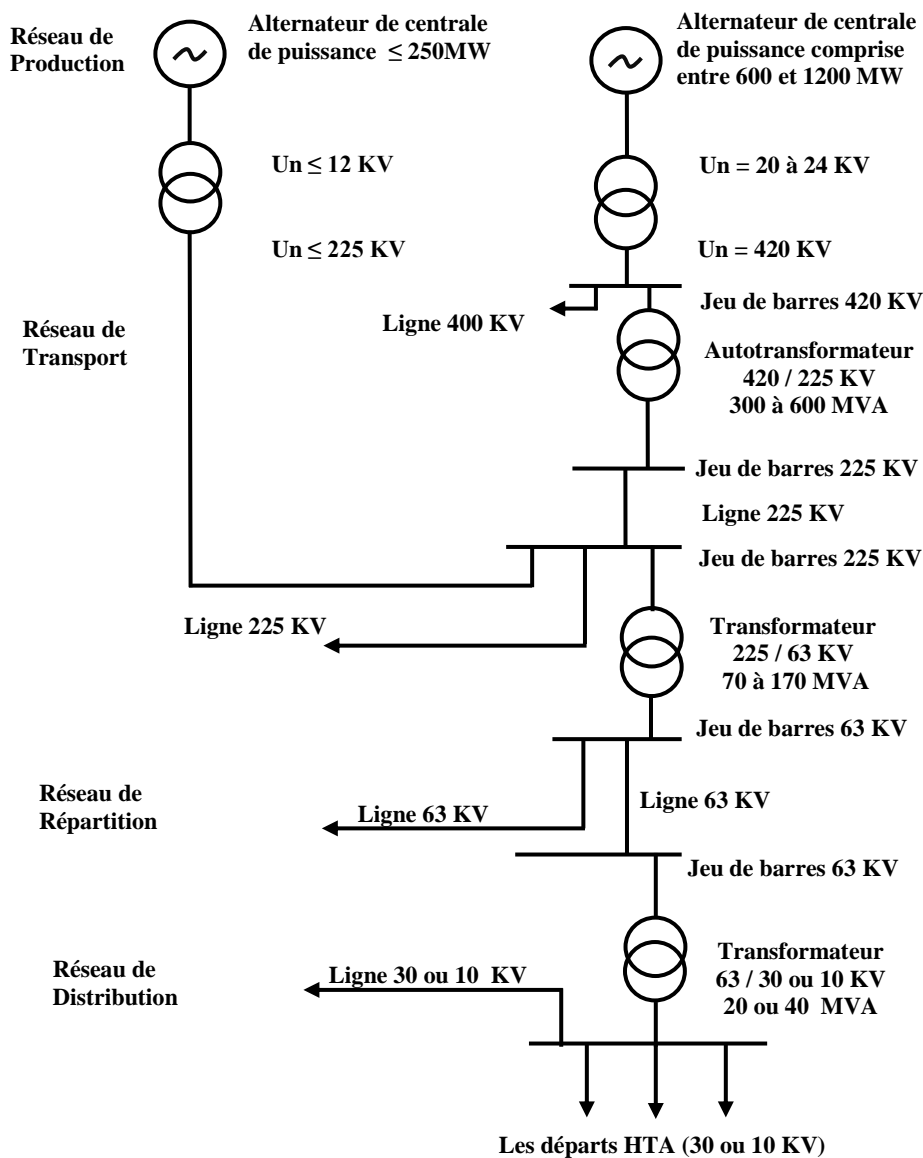 Réseau de
Production
Alternateur de centrale
de puissance ≤ 250MW
Alternateur de centrale
de puissance comprise
entre 600 et 1200 MW
Un ≤ 12 KV
Un = 20 à 24 KV
Un ≤ 225 KV
Un = 420 KV
Jeu de barres 420 KV
Ligne 400 KV
Réseau de
Transport
Autotransformateur
420 / 225 KV
300 à 600 MVA
Jeu de barres 225 KV
Ligne 225 KV
Jeu de barres 225 KV
Ligne 225 KV
Transformateur
225 / 63 KV
70 à 170 MVA
Jeu de barres 63 KV
Réseau de
Répartition
Ligne 63 KV
Ligne 63 KV
Jeu de barres 63 KV
Réseau de
Distribution
Ligne 30 ou 10 KV
Transformateur
63 / 30 ou 10 KV
20 ou 40 MVA
Les départs HTA (30 ou 10 KV)